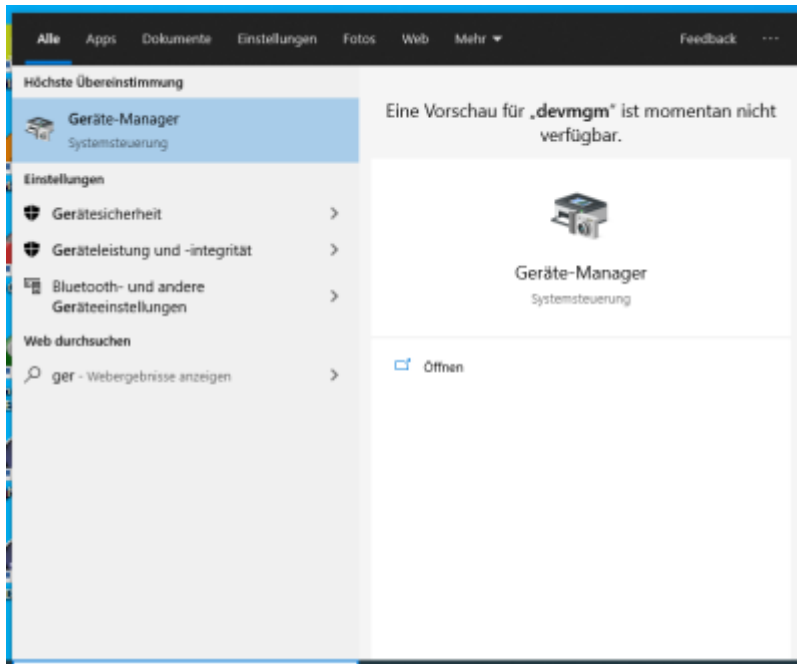 Alle Apps Dokumente Einstellungen Fotos Web Mehr Feedback ...
Höchste Übereinstimmung
Geräte-Manager
Systemsteuerung
Einstellungen
Gerätesicherheit
Geräteleistung und -integrität
Bluetooth- und andere
Geräteeinstellungen
Web durchsuchen
ger - Webergebnisse anzeigen
Eine Vorschau für „devmgm" ist momentan nicht
verfügbar.
Geräte-Manager
Systemsteuerung
Öffnen